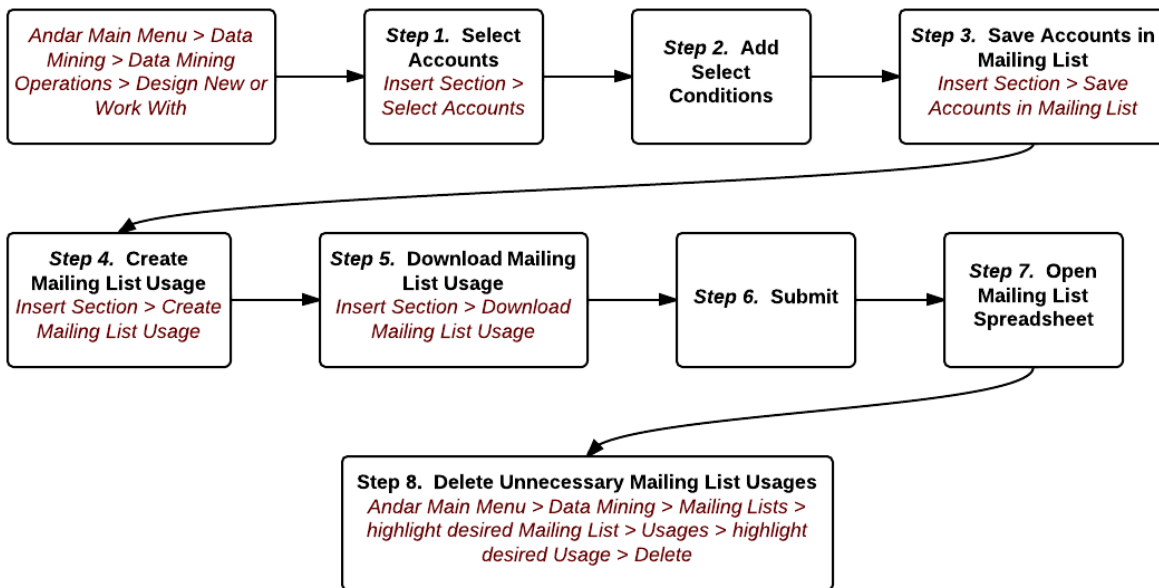 Andar Main Menu > Data
Mining > Data Mining
Operations > Design New or
Work With
Step 1. Select
Accounts
Insert Section >
Select Accounts
Step 2. Add
Select
Conditions
Step 3. Save Accounts in
Mailing List
Insert Section > Save
Accounts in Mailing List
Step 4. Create
Mailing List Usage
Insert Section > Create
Mailing List Usage
Step 5. Download Mailing
List Usage
Insert Section > Download
Mailing List Usage
Step 6. Submit
Step 7. Open
Mailing List
Spreadsheet
Step 8. Delete Unnecessary Mailing List Usages
Andar Main Menu > Data Mining > Mailing Lists >
highlight desired Mailing List > Usages > highlight
desired Usage > Delete